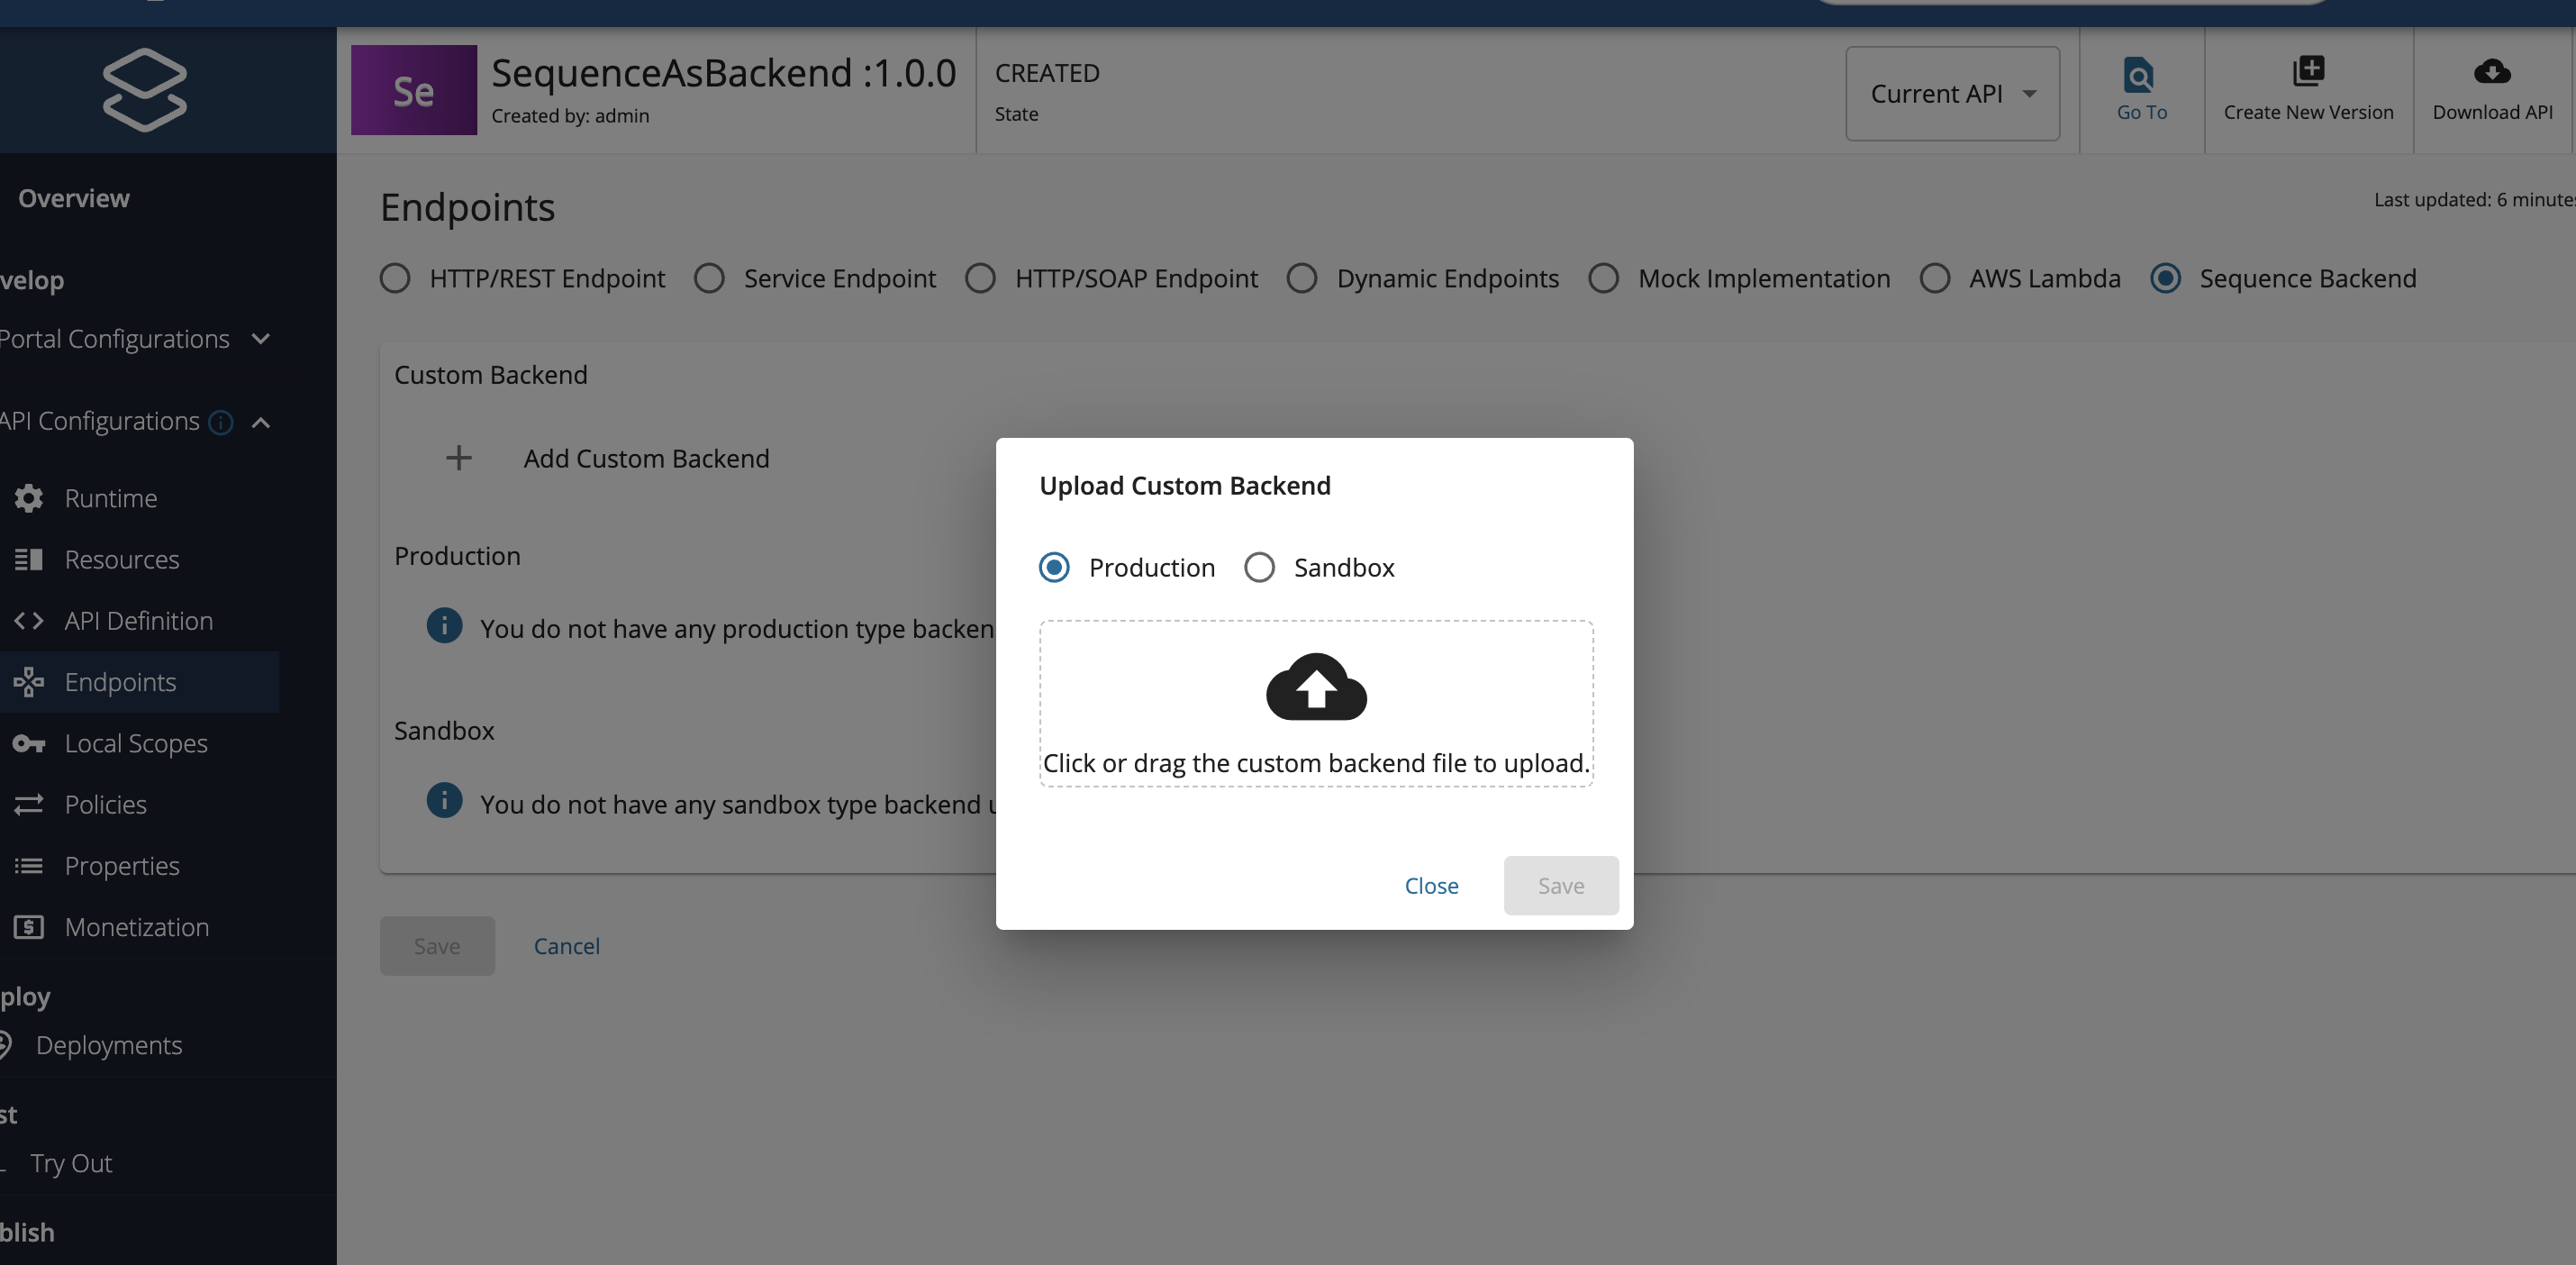 Se
SequenceAsBackend :1.0.0
Created by: admin
CREATED
State
Current API
Go To
Create New Version
Download API
Overview
velop
Portal Configurations
API Configurations
Runtime
Resources
API Definition
Endpoints
Local Scopes
Policies
Properties
Monetization
ploy
Deployments
st
Try Out
blish
Endpoints
Last updated: 6 minutes
HTTP/REST Endpoint
Service Endpoint
HTTP/SOAP Endpoint
Dynamic Endpoints
Mock Implementation
AWS Lambda
Sequence Backend
Custom Backend
Add Custom Backend
Production
You do not have any production type backen
Sandbox
You do not have any sandbox type backend u
Save
Cancel
Upload Custom Backend
Production
Sandbox
Click or drag the custom backend file to upload.
Close
Save